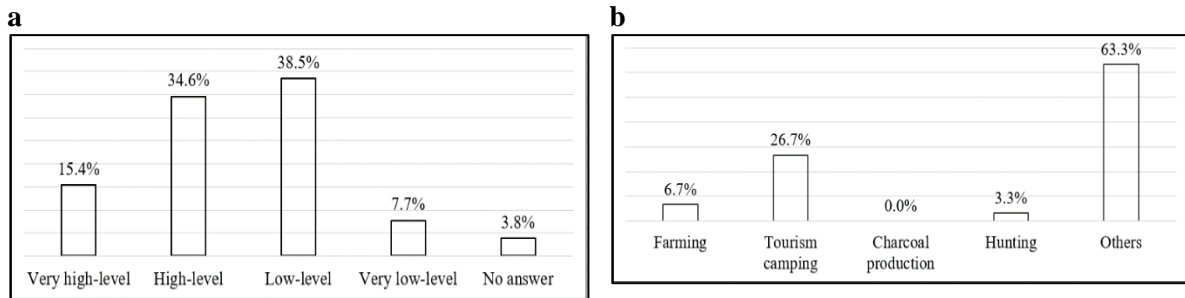 a
38.5%
34.6%
15.4%
7.7%
3.8%
Very high-level High-level Low-level Very low-level No answer
b
63.3%
26.7%
6.7%
0.0%
3.3%
Farming Tourism camping Charcoal production Hunting Others